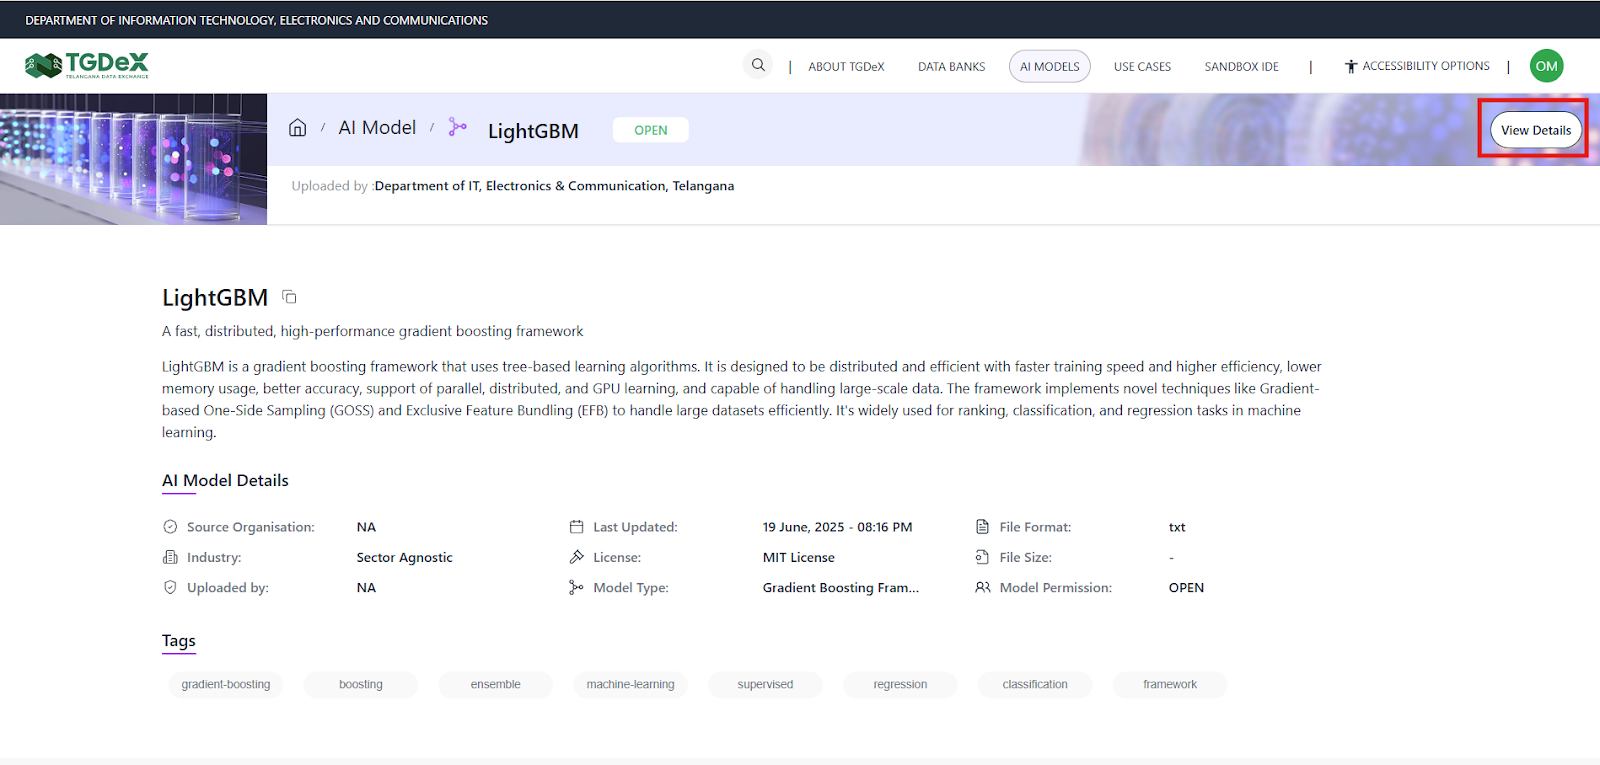 DEPARTMENT OF INFORMATION TECHNOLOGY, ELECTRONICS AND COMMUNICATIONS
TGDeX
TELANGANA DATA EXCHANGE
| ABOUT TGDeX DATA BANKS AI MODELS USE CASES SANDBOX IDE | ACCESSIBILITY OPTIONS | OM
/ AI Model / LightGBM OPEN
View Details
Uploaded by :Department of IT, Electronics & Communication, Telangana
LightGBM
A fast, distributed, high-performance gradient boosting framework
LightGBM is a gradient boosting framework that uses tree-based learning algorithms. It is designed to be distributed and efficient with faster training speed and higher efficiency, lower
memory usage, better accuracy, support of parallel, distributed, and GPU learning, and capable of handling large-scale data. The framework implements novel techniques like Gradient-
based One-Side Sampling (GOSS) and Exclusive Feature Bundling (EFB) to handle large datasets efficiently. It's widely used for ranking, classification, and regression tasks in machine
learning.
AI Model Details
Source Organisation: NA Last Updated: 19 June, 2025 - 08:16 PM File Format: txt
Industry: Sector Agnostic License: MIT License File Size: -
Uploaded by: NA Model Type: Gradient Boosting Fram... Model Permission: OPEN
Tags
gradient-boosting boosting ensemble machine-learning supervised regression classification framework